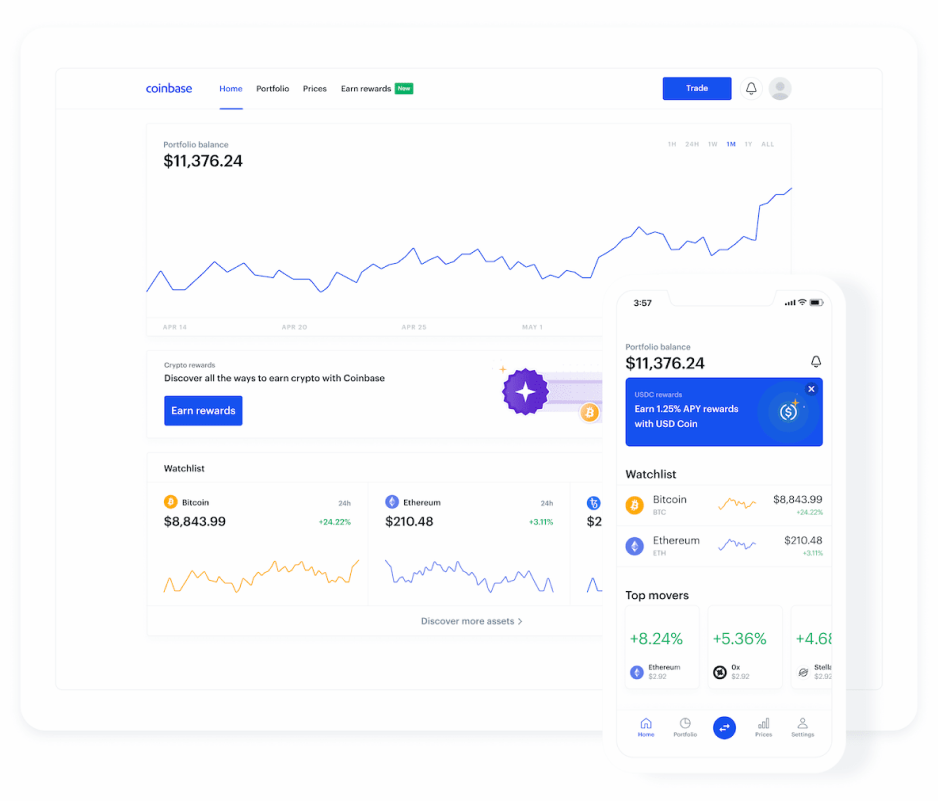 coinbase
Home Portfolio Prices Earn rewards New
Trade
Portfolio balance
$11,376.24
1H 24H 1W 1M 1Y ALL
APR 14 APR 20 APR 25 MAY 1
Crypto rewards
Discover all the ways to earn crypto with Coinbase
Earn rewards
Watchlist
Bitcoin 24h
$8,843.99 +24.22%
Ethereum 24h
$210.48 +3.11%
$2
Discover more assets
3:57
Portfolio balance
$11,376.24
USDC rewards
Earn 1.25% APY rewards
with USD Coin
Watchlist
Bitcoin $8,843.99
BTC +24.22%
Ethereum $210.48
ETH +3.11%
Top movers
+8.24% +5.36% +4.68
Ethereum 0x Stella
$2.92 $2.92 $2.92
Home Portfolio Prices Settings